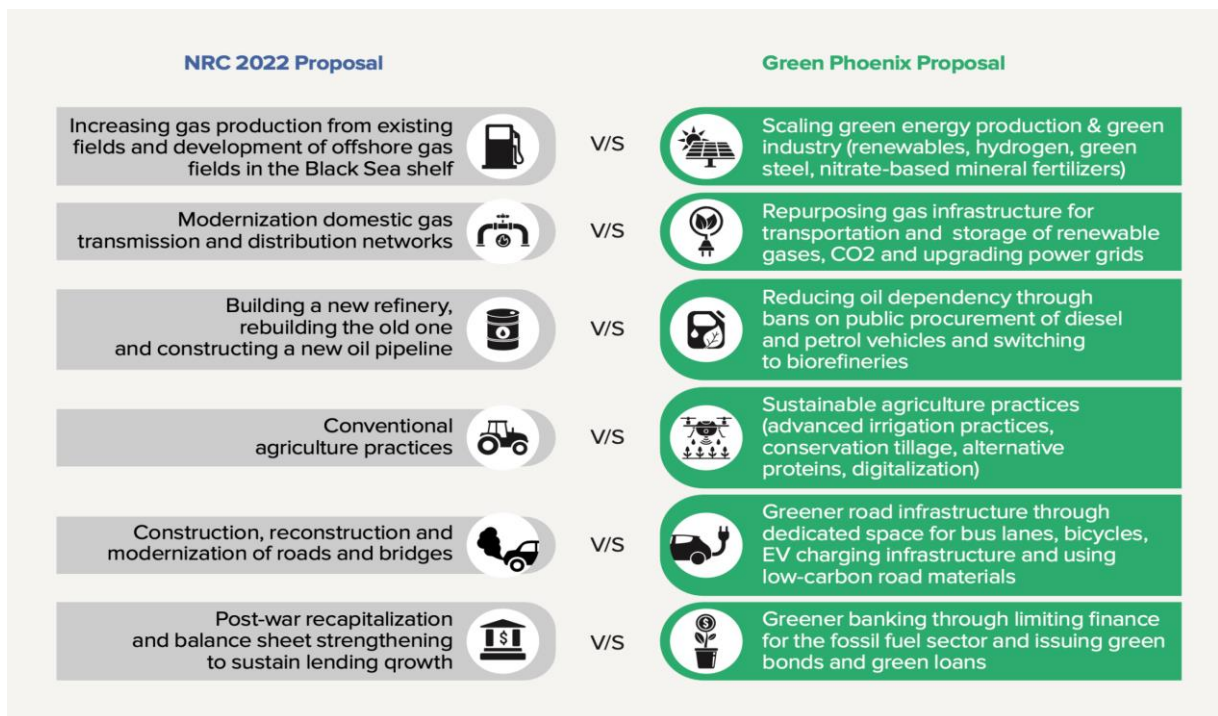 NRC 2022 Proposal
Green Phoenix Proposal
Increasing gas production from existing
fields and development of offshore gas
fields in the Black Sea shelf
V/S
Scaling green energy production & green
industry (renewables, hydrogen, green
steel, nitrate-based mineral fertilizers)
Modernization domestic gas
transmission and distribution networks
V/S
Repurposing gas infrastructure for
transportation and storage of renewable
gases, CO2 and upgrading power grids
Building a new refinery,
rebuilding the old one
and constructing a new oil pipeline
V/S
Reducing oil dependency through
bans on public procurement of diesel
and petrol vehicles and switching
to biorefineries
Conventional
agriculture practices
V/S
Sustainable agriculture practices
(advanced irrigation practices,
conservation tillage, alternative
proteins, digitalization)
Construction, reconstruction and
modernization of roads and bridges
V/S
Greener road infrastructure through
dedicated space for bus lanes, bicycles,
EV charging infrastructure and using
low-carbon road materials
Post-war recapitalization
and balance sheet strengthening
to sustain lending qrowth
$
V/S
$
Greener banking through limiting finance
for the fossil fuel sector and issuing green
bonds and green loans